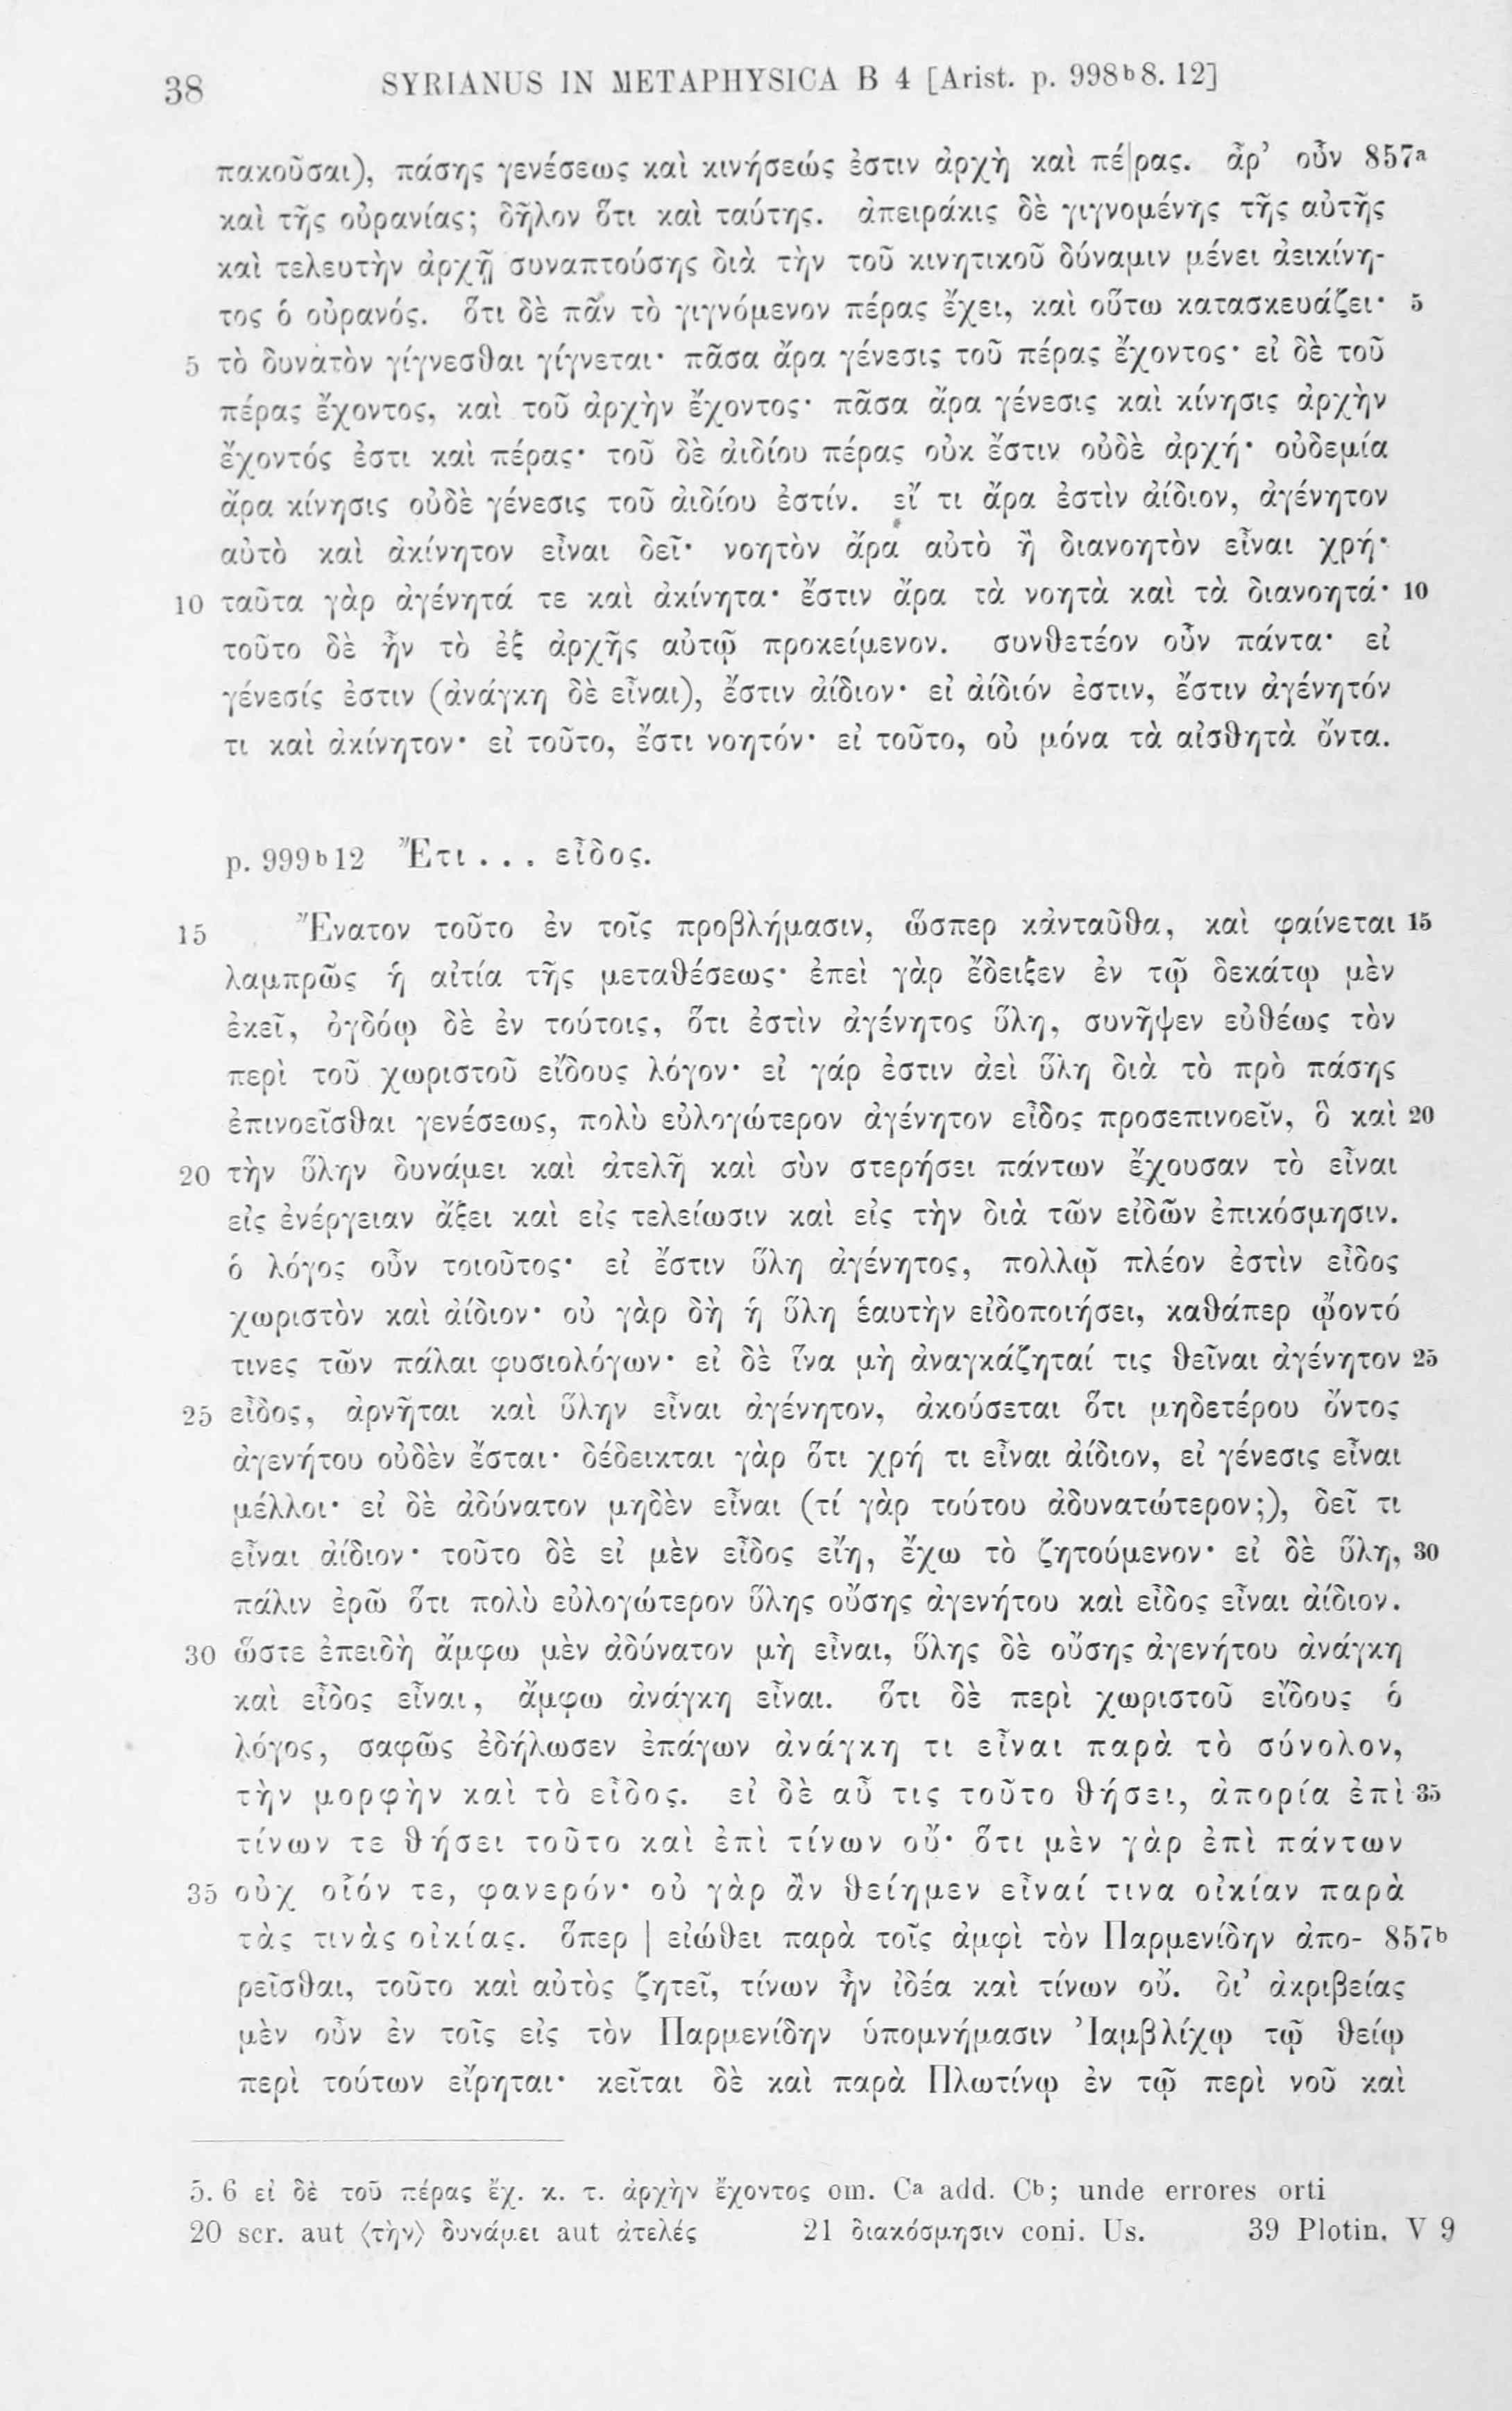 38 SYRIANUS IN METAPHYSICA B 4 [Arist. p. 998ᵇ8. 12]
πακοῦσαι), πάσης γενέσεως καὶ κινήσεώς ἐστιν ἀρχὴ καὶ πέ|ρας. ἆρ’ οὖν 857ᵃ
καὶ τῆς οὐρανίας; δῆλον ὅτι καὶ ταύτης. ἀπειράκις δὲ γιγνομένης τῆς αὐτῆς
καὶ τελευτὴν ἀρχῇ συναπτούσης διὰ τὴν τοῦ κινητικοῦ δύναμιν μένει ἀεικίνη-
τος ὁ οὐρανός. ὅτι δὲ πᾶν τὸ γιγνόμενον πέρας ἔχει, καὶ οὕτω κατασκευάζει· 5
5 τὸ δυνατὸν γίγνεσθαι γίγνεται· πᾶσα ἄρα γένεσις τοῦ πέρας ἔχοντος· εἰ δὲ τοῦ
πέρας ἔχοντος, καὶ τοῦ ἀρχὴν ἔχοντος· πᾶσα ἄρα γένεσις καὶ κίνησις ἀρχὴν
ἔχοντός ἐστι καὶ πέρας· τοῦ δὲ ἀιδίου πέρας οὐκ ἔστιν οὐδὲ ἀρχή· οὐδεμία
ἄρα κίνησις οὐδὲ γένεσις τοῦ ἀιδίου ἐστίν. εἴ τι ἄρα ἐστὶν ἀίδιον, ἀγένητον
αὐτὸ καὶ ἀκίνητον εἶναι δεῖ· νοητὸν ἄρα αὐτὸ ἢ διανοητὸν εἶναι χρή·
10 ταῦτα γὰρ ἀγένητά τε καὶ ἀκίνητα· ἔστιν ἄρα τὰ νοητὰ καὶ τὰ διανοητά· 10
τοῦτο δὲ ἦν τὸ ἐξ ἀρχῆς αὐτῷ προκείμενον. συνθετέον οὖν πάντα· εἰ
γένεσίς ἐστιν (ἀνάγκη δὲ εἶναι), ἔστιν ἀίδιον· εἰ ἀίδιόν ἐστιν, ἔστιν ἀγένητόν
τι καὶ ἀκίνητον· εἰ τοῦτο, ἔστι νοητόν· εἰ τοῦτο, οὐ μόνα τὰ αἰσθητὰ ὄντα.
p. 999ᵇ12 Ἔτι . . . εἶδος.
15 Ἔνατον τοῦτο ἐν τοῖς προβλήμασιν, ὥσπερ κἀνταῦθα, καὶ φαίνεται 15
λαμπρῶς ἡ αἰτία τῆς μεταθέσεως· ἐπεὶ γὰρ ἔδειξεν ἐν τῷ δεκάτῳ μὲν
ἐκεῖ, ὀγδόῳ δὲ ἐν τούτοις, ὅτι ἐστὶν ἀγένητος ὕλη, συνῆψεν εὐθέως τὸν
περὶ τοῦ χωριστοῦ εἴδους λόγον· εἰ γάρ ἐστιν ἀεὶ ὕλη διὰ τὸ πρὸ πάσης
ἐπινοεῖσθαι γενέσεως, πολὺ εὐλογώτερον ἀγένητον εἶδος προσεπινοεῖν, ὃ καὶ 20
20 τὴν ὕλην δυνάμει καὶ ἀτελῆ καὶ σὺν στερήσει πάντων ἔχουσαν τὸ εἶναι
εἰς ἐνέργειαν ἄξει καὶ εἰς τελείωσιν καὶ εἰς τὴν διὰ τῶν εἰδῶν ἐπικόσμησιν.
ὁ λόγος οὖν τοιοῦτος· εἰ ἔστιν ὕλη ἀγένητος, πολλῷ πλέον ἐστὶν εἶδος
χωριστὸν καὶ ἀίδιον· οὐ γὰρ δὴ ἡ ὕλη ἑαυτὴν εἰδοποιήσει, καθάπερ ᾤοντό
τινες τῶν πάλαι φυσιολόγων· εἰ δὲ ἵνα μὴ ἀναγκάζηταί τις θεῖναι ἀγένητον 25
25 εἶδος, ἀρνῆται καὶ ὕλην εἶναι ἀγένητον, ἀκούσεται ὅτι μηδετέρου ὄντος
ἀγενήτου οὐδὲν ἔσται· δέδεικται γὰρ ὅτι χρή τι εἶναι ἀίδιον, εἰ γένεσις εἶναι
μέλλοι· εἰ δὲ ἀδύνατον μηδὲν εἶναι (τί γὰρ τούτου ἀδυνατώτερον;), δεῖ τι
εἶναι ἀίδιον· τοῦτο δὲ εἰ μὲν εἶδος εἴη, ἔχω τὸ ζητούμενον· εἰ δὲ ὕλη, 30
πάλιν ἐρῶ ὅτι πολὺ εὐλογώτερον ὕλης οὔσης ἀγενήτου καὶ εἶδος εἶναι ἀίδιον.
30 ὥστε ἐπειδὴ ἄμφω μὲν ἀδύνατον μὴ εἶναι, ὕλης δὲ οὔσης ἀγενήτου ἀνάγκη
καὶ εἶδος εἶναι, ἄμφω ἀνάγκη εἶναι. ὅτι δὲ περὶ χωριστοῦ εἴδους ὁ
λόγος, σαφῶς ἐδήλωσεν ἐπάγων ἀνάγκη τι εἶναι παρὰ τὸ σύνολον,
τὴν μορφὴν καὶ τὸ εἶδος. εἰ δὲ αὖ τις τοῦτο θήσει, ἀπορία ἐπὶ 35
τίνων τε θήσει τοῦτο καὶ ἐπὶ τίνων οὔ· ὅτι μὲν γὰρ ἐπὶ πάντων
35 οὐχ οἷόν τε, φανερόν· οὐ γὰρ ἂν θείημεν εἶναί τινα οἰκίαν παρὰ
τὰς τινὰς οἰκίας. ὅπερ | εἰώθει παρὰ τοῖς ἀμφὶ τὸν Παρμενίδην ἀπο- 857ᵇ
ρεῖσθαι, τοῦτο καὶ αὐτὸς ζητεῖ, τίνων ἦν ἰδέα καὶ τίνων οὔ. δι’ ἀκριβείας
μὲν οὖν ἐν τοῖς εἰς τὸν Παρμενίδην ὑπομνήμασιν Ἰαμβλίχῳ τῷ θείῳ
περὶ τούτων εἴρηται· κεῖται δὲ καὶ παρὰ Πλωτίνῳ ἐν τῷ περὶ νοῦ καὶ
5. 6 εἰ δὲ τοῦ πέρας ἔχ. κ. τ. ἀρχὴν ἔχοντος om. Cᵃ add. Cᵇ; unde errores orti
20 scr. aut ⟨τὴν⟩ δυνάμει aut ἀτελές 21 διακόσμησιν coni. Us. 39 Plotin. V 9